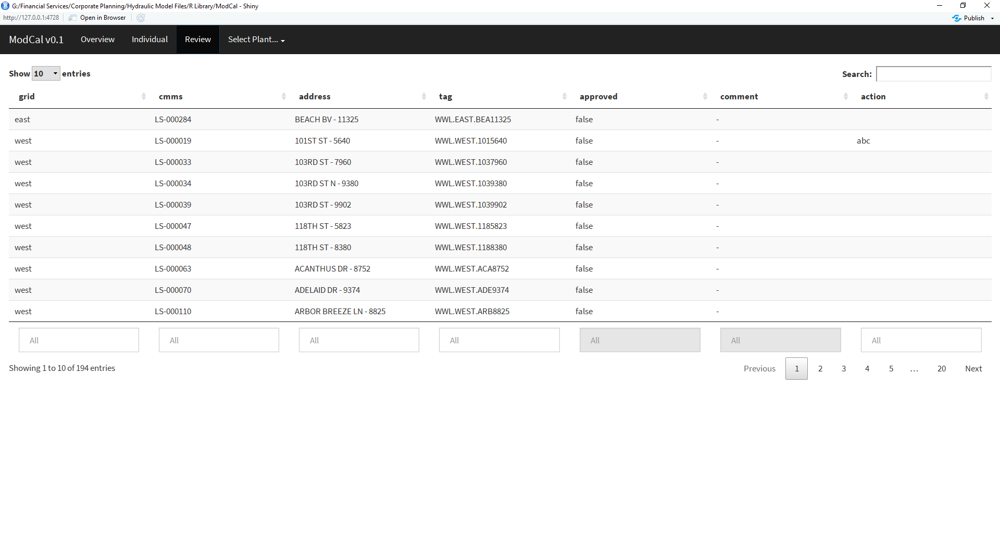 G:/Financial Services/Corporate Planning/Hydraulic Model Files/R Library/ModCal - Shiny
http://127.0.0.1:4728 Open in Browser Publish
ModCal v0.1 Overview Individual Review Select Plant...
Show 10 entries Search:
grid cmms address tag approved comment action
east LS-000284 BEACH BV - 11325 WWL.EAST.BEA11325 false -
west LS-000019 101ST ST - 5640 WWL.WEST.1015640 false - abc
west LS-000033 103RD ST - 7960 WWL.WEST.1037960 false -
west LS-000034 103RD ST N - 9380 WWL.WEST.1039380 false -
west LS-000039 103RD ST - 9902 WWL.WEST.1039902 false -
west LS-000047 118TH ST - 5823 WWL.WEST.1185823 false -
west LS-000048 118TH ST - 8380 WWL.WEST.1188380 false -
west LS-000063 ACANTHUS DR - 8752 WWL.WEST.ACA8752 false -
west LS-000070 ADELAID DR - 9374 WWL.WEST.ADE9374 false -
west LS-000110 ARBOR BREEZE LN - 8825 WWL.WEST.ARB8825 false -
All All All All All All All
Showing 1 to 10 of 194 entries Previous 1 2 3 4 5 … 20 Next